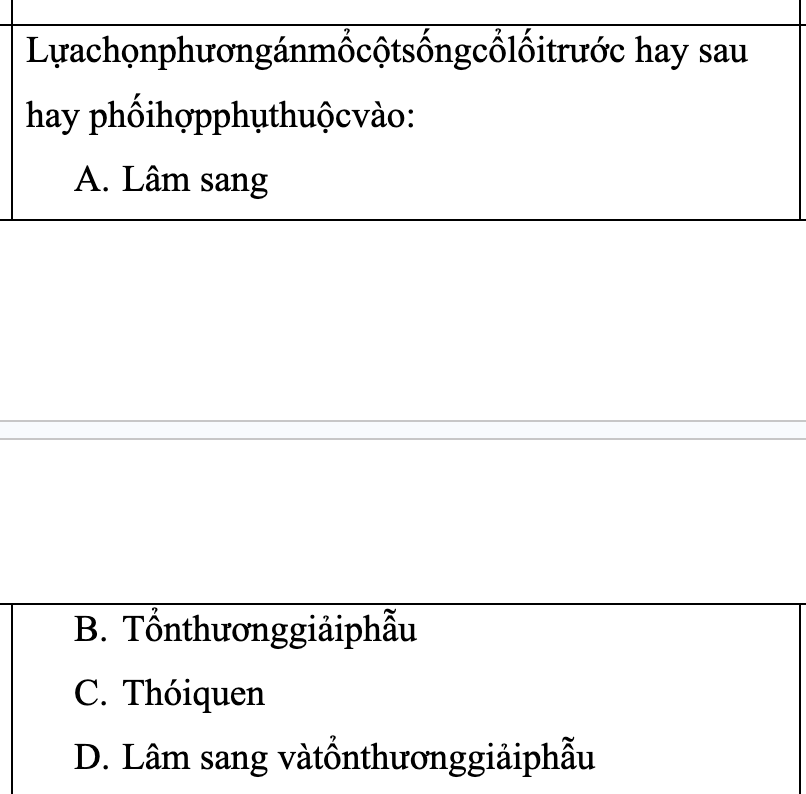 Lựachọnphươngánmổcộtsốngcổlốitrước hay sau
hay phốihợpphụthuộcvào:
A. Lâm sang
B. Tổnthươnggiảiphẫu
C. Thóiquen
D. Lâm sang vàtổnthươnggiảiphẫu